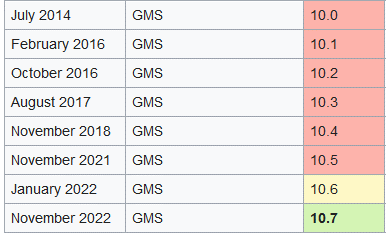 July 2014 GMS 10.0
February 2016 GMS 10.1
October 2016 GMS 10.2
August 2017 GMS 10.3
November 2018 GMS 10.4
November 2021 GMS 10.5
January 2022 GMS 10.6
November 2022 GMS 10.7